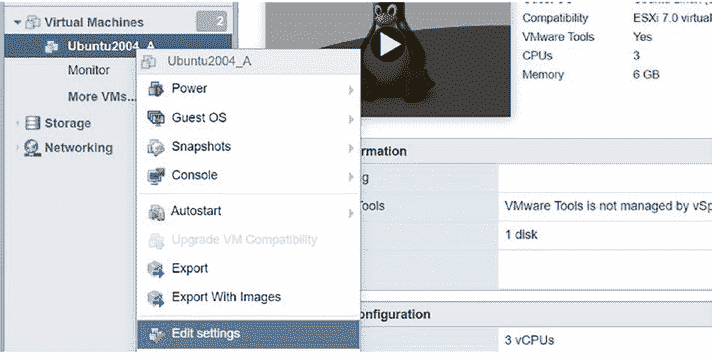 Virtual Machines 2
Ubuntu2004_A
Monitor
More VMs...
Storage
Networking
Ubuntu2004_A
Power
Guest OS
Snapshots
Console
Autostart
Upgrade VM Compatibility
Export
Export With Images
Edit settings
Compatibility ESXi 7.0 virtual
VMware Tools Yes
CPUs 3
Memory 6 GB
rmation
g
Tools VMware Tools is not managed by vSp
1 disk
onfiguration
3 vCPUs